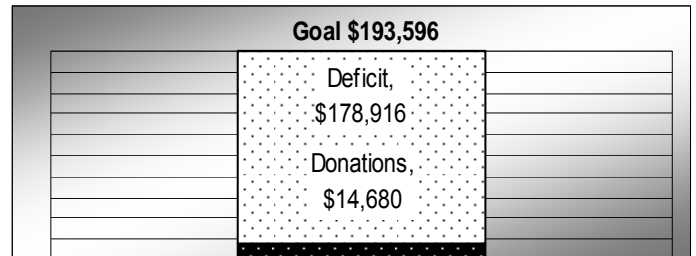 Goal $193,596
Deficit,
$178,916
Donations,
$14,680